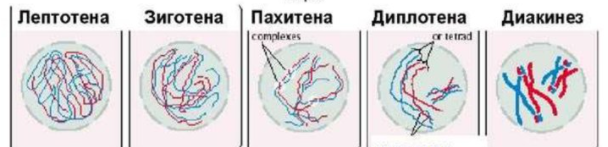 Лептотена
Зиготена
Пахитена
Диплотена
Диакинез
complexes
or tetrad